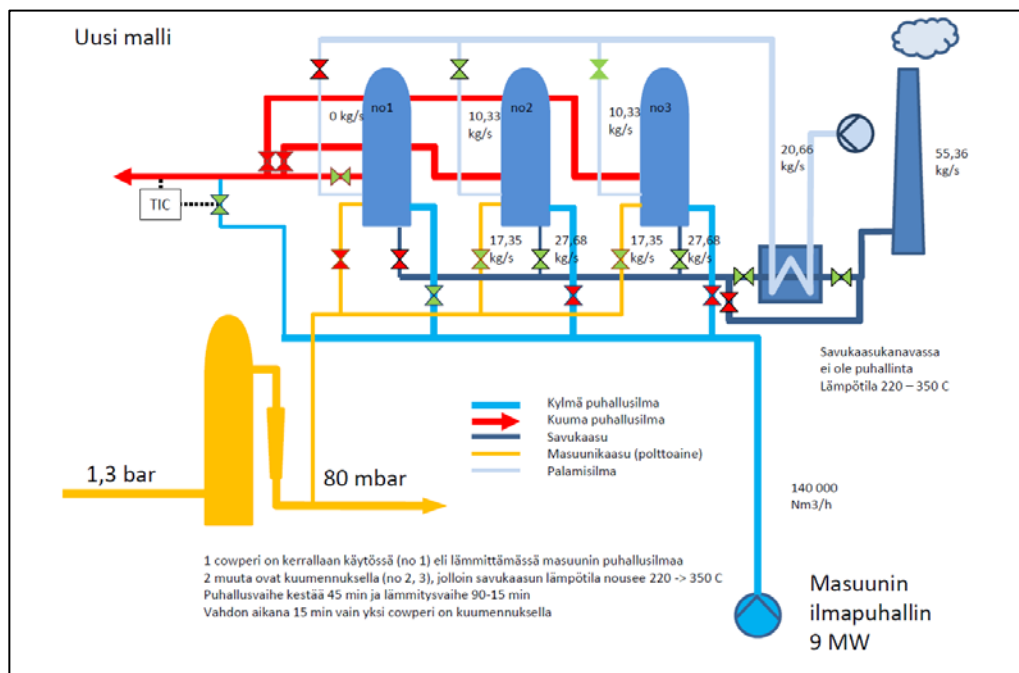 Uusi malli
no1
no2
no3
0 kg/s
10,33
kg/s
10,33
kg/s
20,66
kg/s
55,36
kg/s
TIC
17,35
kg/s
27,68
kg/s
17,35
kg/s
27,68
kg/s
Savukaasukanavassa
ei ole puhallinta
Lämpötila 220 – 350 C
Kylmä puhallusilma
Kuuma puhallusilma
Savukaasu
Masuunikaasu (polttoaine)
Palamisilma
1,3 bar
80 mbar
140 000
Nm3/h
1 cowperi on kerrallaan käytössä (no 1) eli lämmittämässä masuunin puhallusilmaa
2 muuta ovat kuumennuksella (no 2, 3), jolloin savukaasun lämpötila nousee 220 -> 350 C
Puhallusvaihe kestää 45 min ja lämmitysvaihe 90-15 min
Vahdon aikana 15 min vain yksi cowperi on kuumennuksella
Masuunin
ilmapuhallin
9 MW